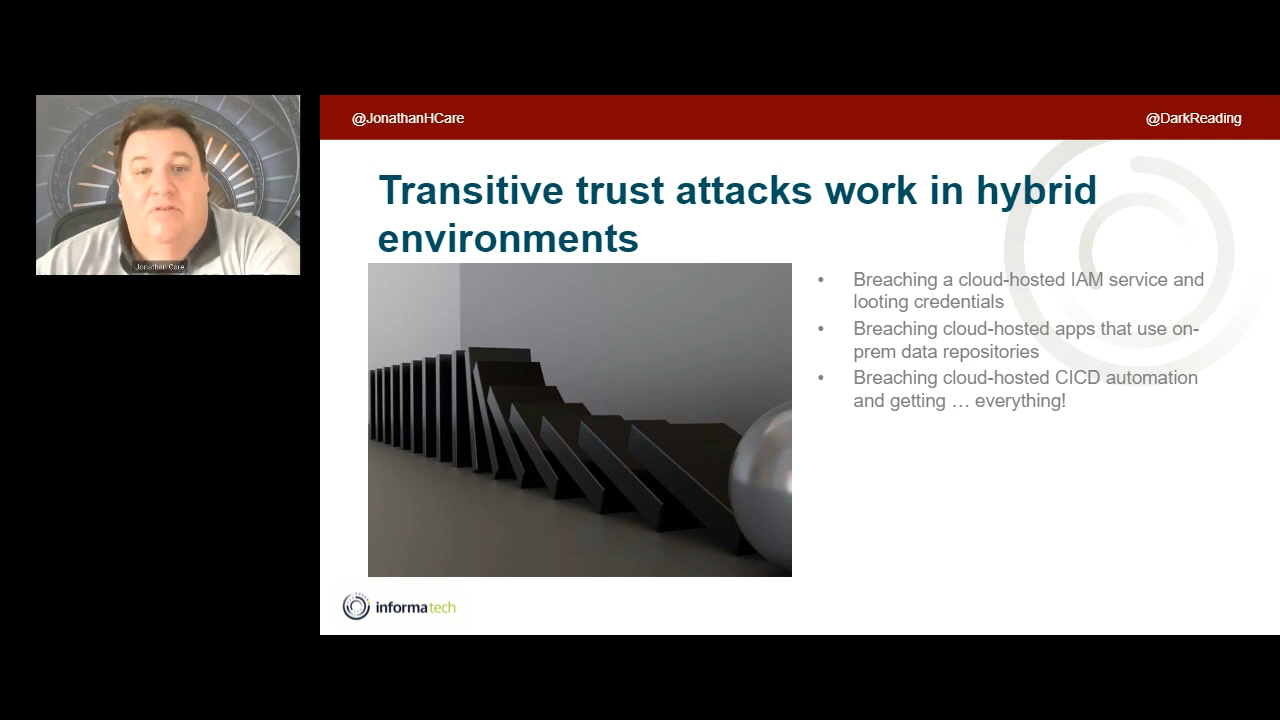 @JonathanHCare
@DarkReading
Transitive trust attacks work in hybrid
environments
• Breaching a cloud-hosted IAM service and
looting credentials
• Breaching cloud-hosted apps that use on-
prem data repositories
• Breaching cloud-hosted CICD automation
and getting … everything!
Jonathan Care
informatech